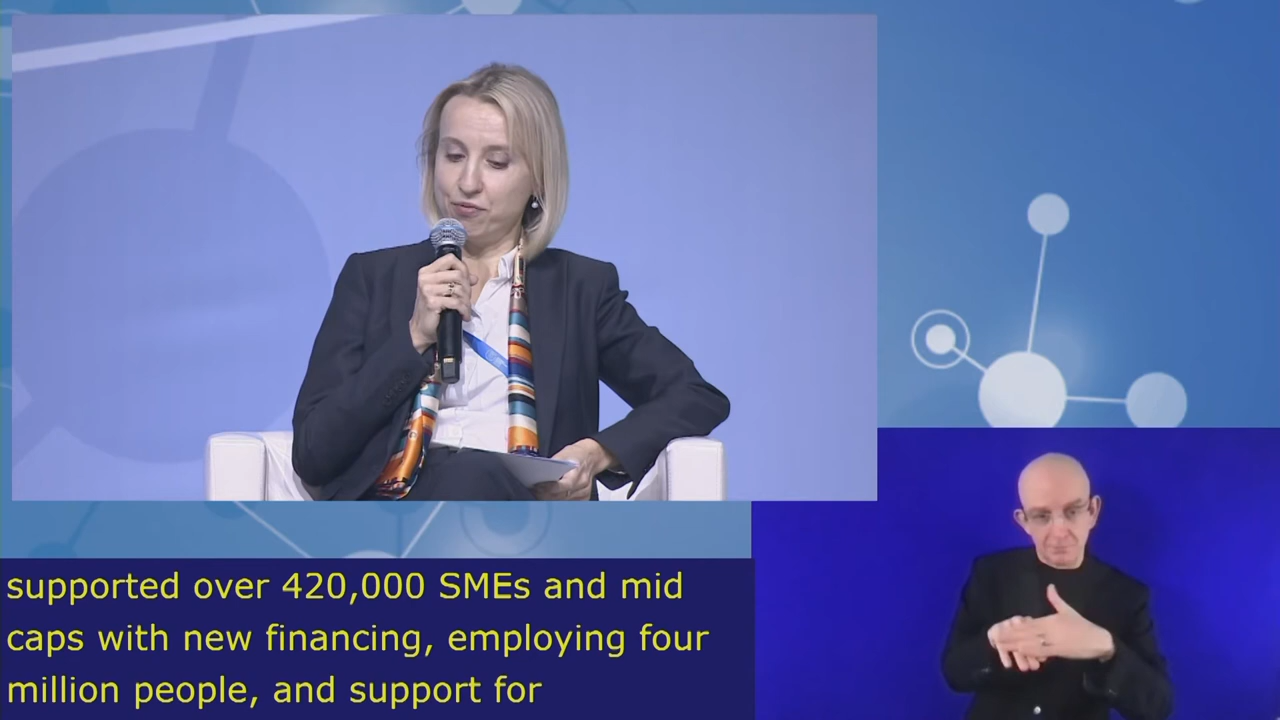 supported over 420,000 SMEs and mid
caps with new financing, employing four
million people, and support for